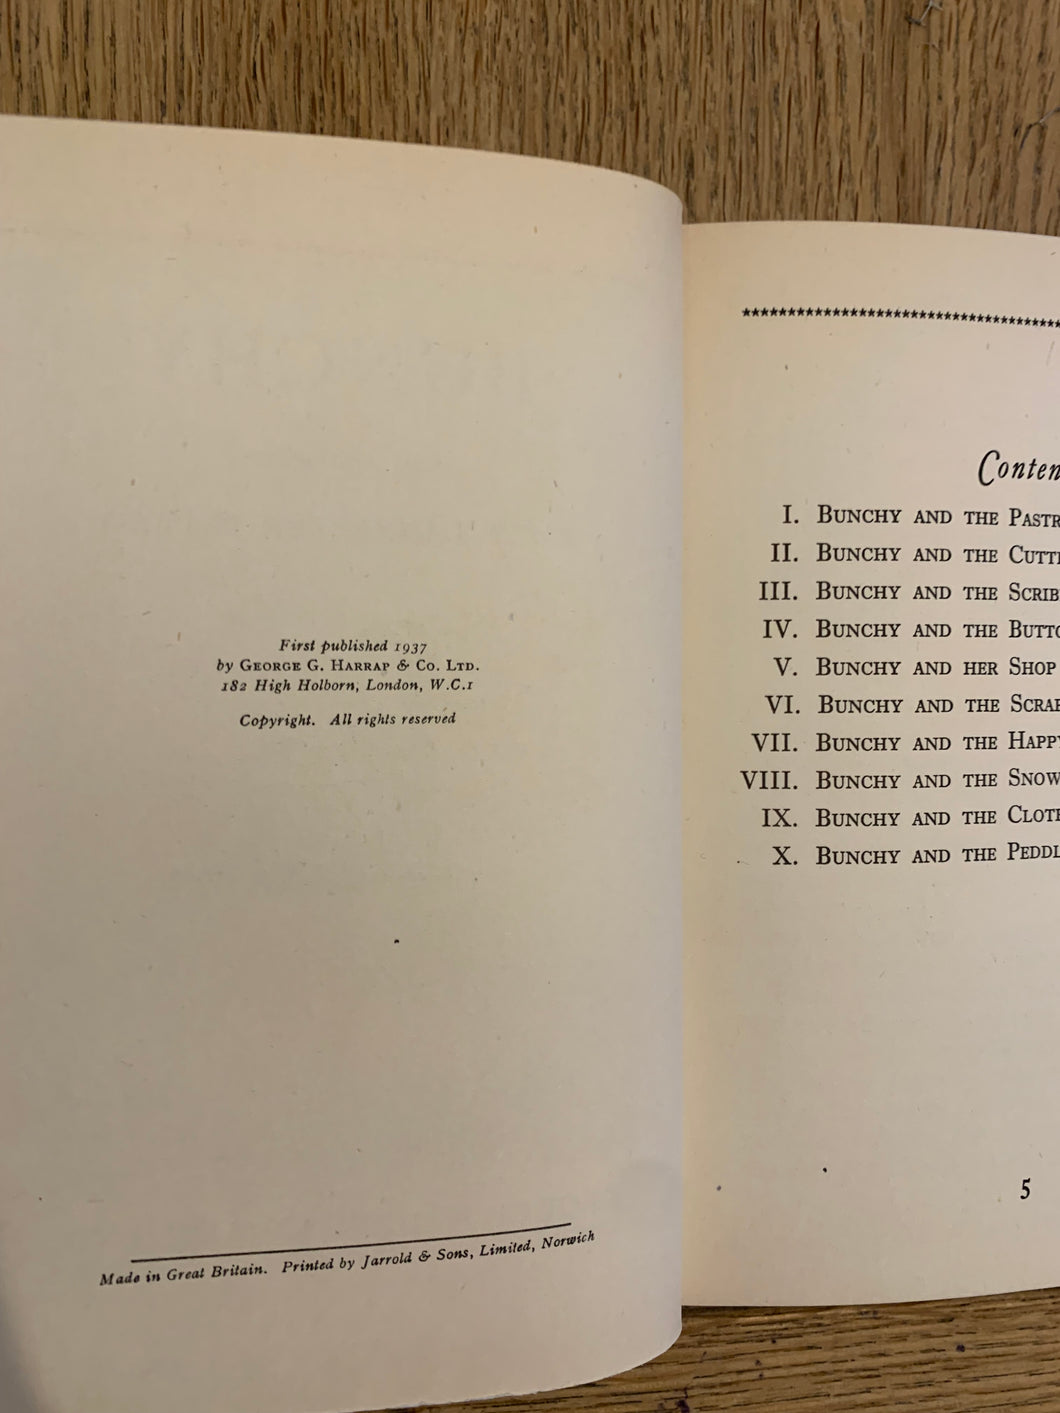 First published 1937
by GEORGE G. HARRAP & CO. LTD.
182 High Holborn, London, W.C.1
Copyright. All rights reserved
Made in Great Britain. Printed by Jarrold & Sons, Limited, Norwich
****************************************
Conten
I. BUNCHY AND THE PASTR
II. BUNCHY AND THE CUTT
III. BUNCHY AND THE SCRIB
IV. BUNCHY AND THE BUTTO
V. BUNCHY AND HER SHOP
VI. BUNCHY AND THE SCRA
VII. BUNCHY AND THE HAPPY
VIII. BUNCHY AND THE SNOW
IX. BUNCHY AND THE CLOT
X. BUNCHY AND THE PEDDL
5